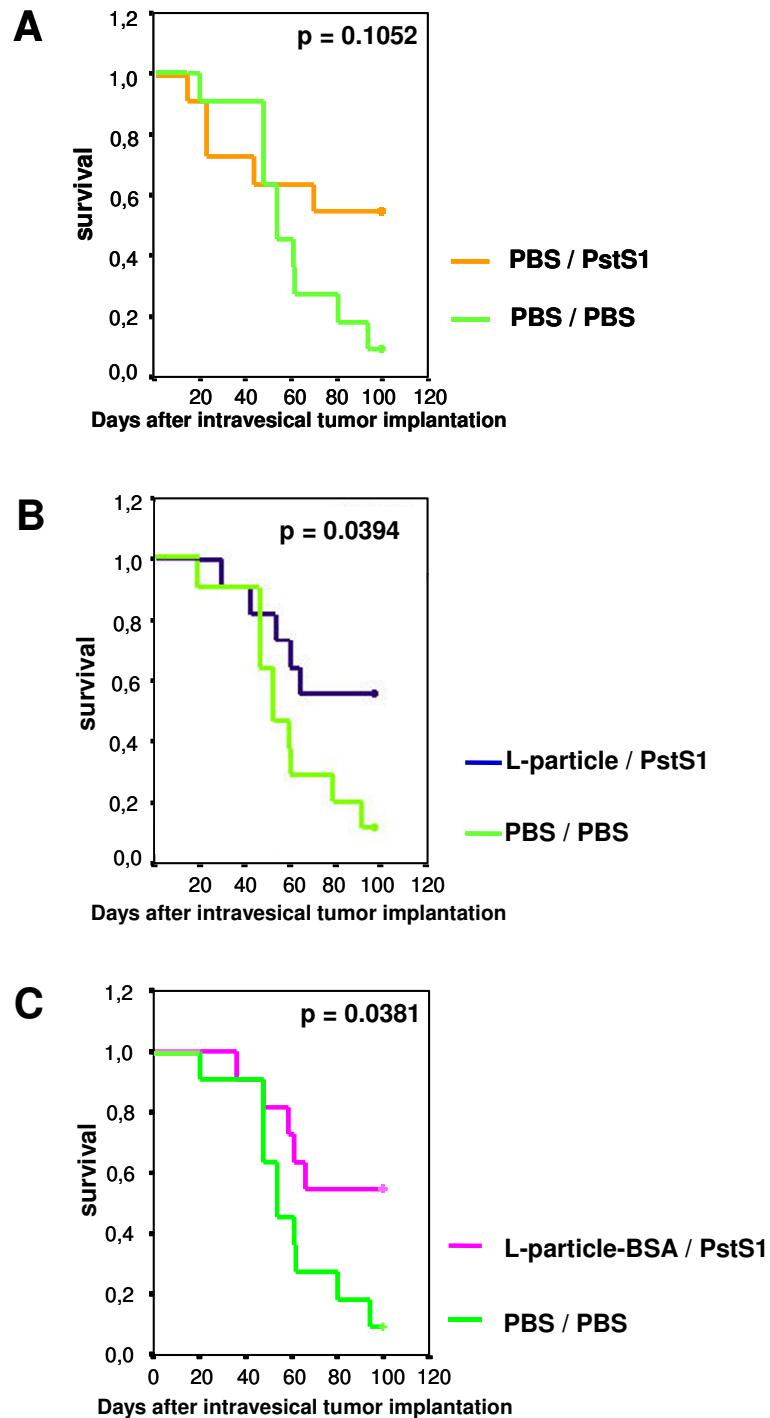 A
p = 0.1052
1,2
1,0
0,8
0,6
0,4
0,2
0,0
survival
20 40 60 80 100 120
Days after intravesical tumor implantation
PBS / PstS1
PBS / PBS
B
p = 0.0394
1,2
1,0
0,8
0,6
0,4
0,2
0,0
survival
20 40 60 80 100 120
Days after intravesical tumor implantation
L-particle / PstS1
PBS / PBS
C
p = 0.0381
1,2
1,0
0,8
0,6
0,4
0,2
0,0
survival
0 20 40 60 80 100 120
Days after intravesical tumor implantation
L-particle-BSA / PstS1
PBS / PBS